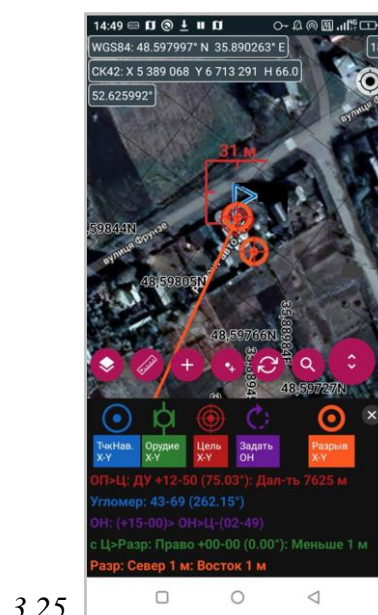 14:49
WGS84: 48.597997° N 35.890263° E
СК42: X 5 389 068 Y 6 713 291 H 66.0
52.625992°
31 м
улица Фрунзе
48,59805N
48,59766N
48,59727N
ТчкНав. X-Y
Орудие X-Y
Цель X-Y
Задать ОН
Разрыв X-Y
ОП>Ц: ДУ +12-50 (75.03°): Дал-ть 7625 м
Угломер: 43-69 (262.15°)
ОН: (+15-00)> ОН>Ц-(02-49)
с Ц>Разр: Право +00-00 (0.00°): Меньше 1 м
Разр: Север 1 м: Восток 1 м
3.25